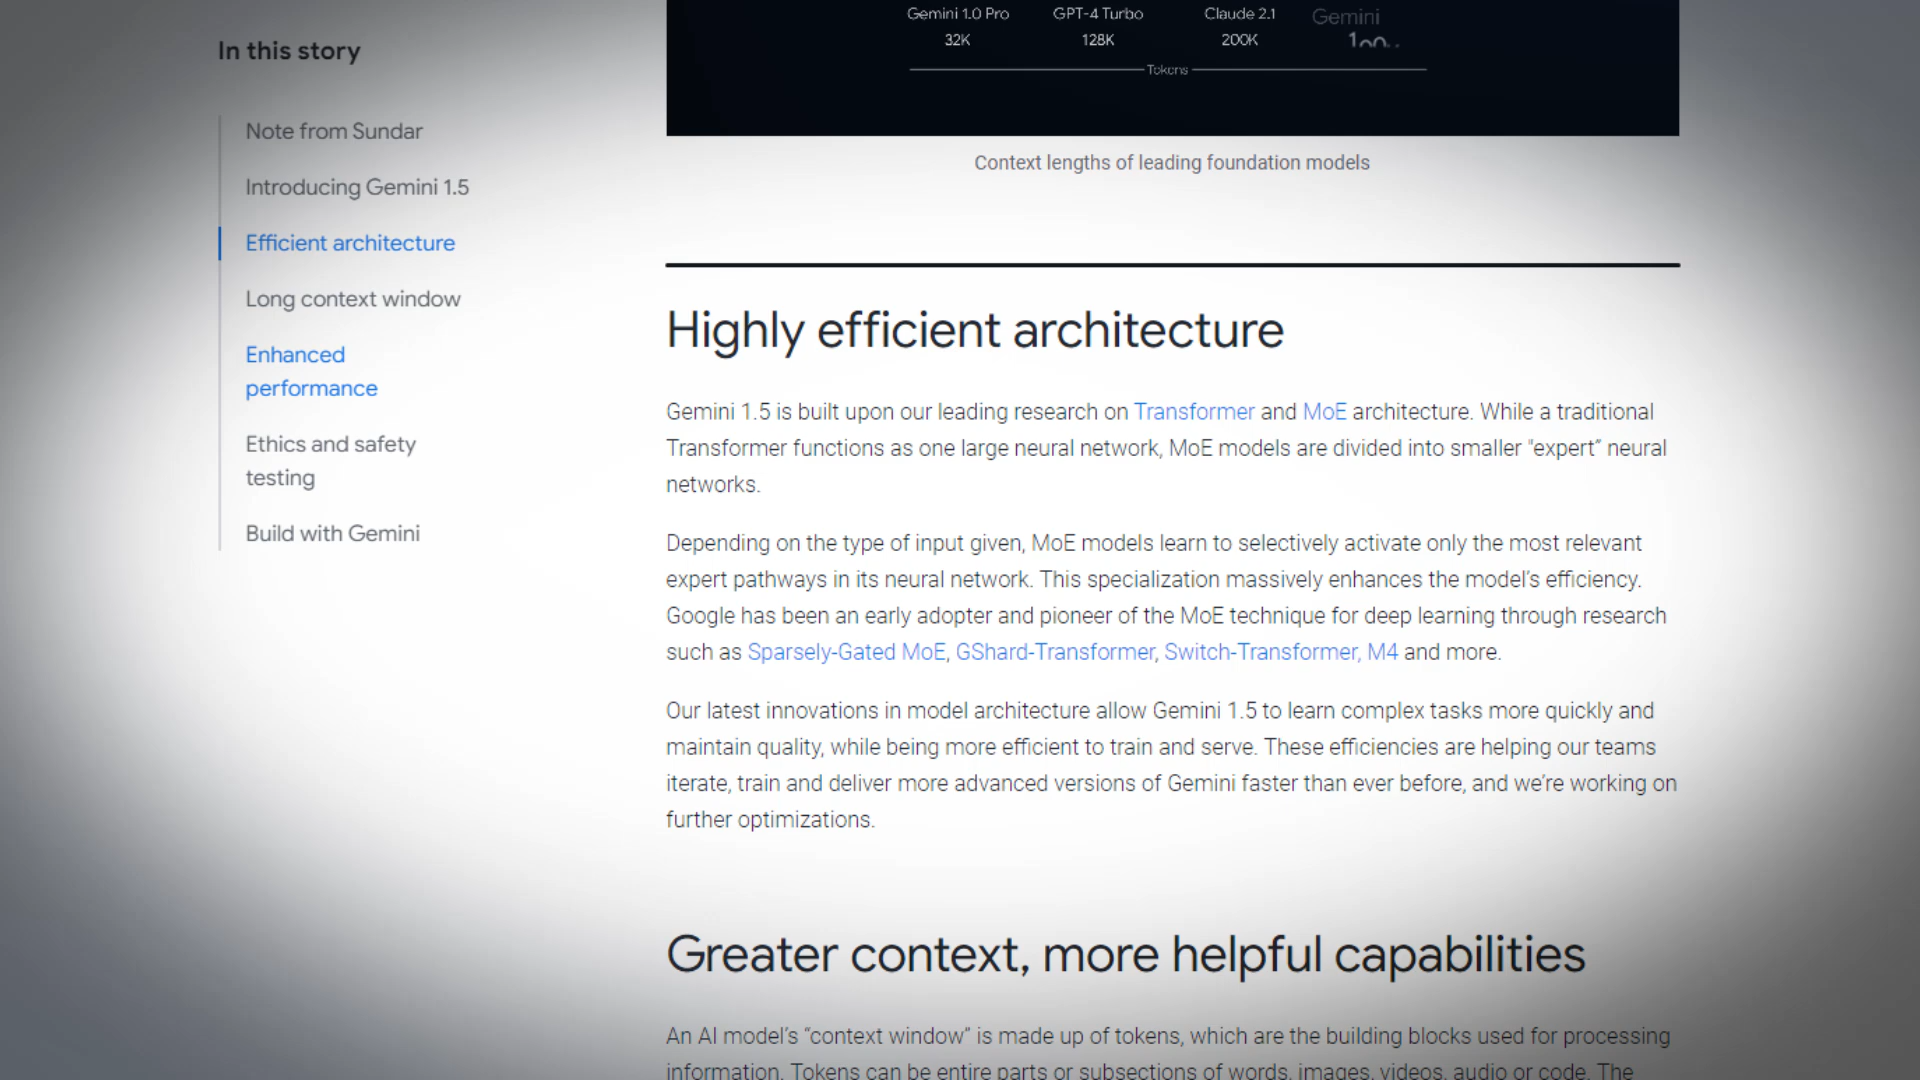 In this story
Note from Sundar
Introducing Gemini 1.5
Efficient architecture
Long context window
Enhanced
performance
Ethics and safety
testing
Build with Gemini
Gemini 1.0 Pro
32K
GPT-4 Turbo
128K
Claude 2.1
200K
Gemini
Tokens
Context lengths of leading foundation models
Highly efficient architecture
Gemini 1.5 is built upon our leading research on Transformer and MoE architecture. While a traditional
Transformer functions as one large neural network, MoE models are divided into smaller "expert” neural
networks.
Depending on the type of input given, MoE models learn to selectively activate only the most relevant
expert pathways in its neural network. This specialization massively enhances the model’s efficiency.
Google has been an early adopter and pioneer of the MoE technique for deep learning through research
such as Sparsely-Gated MoE, GShard-Transformer, Switch-Transformer, M4 and more.
Our latest innovations in model architecture allow Gemini 1.5 to learn complex tasks more quickly and
maintain quality, while being more efficient to train and serve. These efficiencies are helping our teams
iterate, train and deliver more advanced versions of Gemini faster than ever before, and we’re working on
further optimizations.
Greater context, more helpful capabilities
An AI model’s “context window” is made up of tokens, which are the building blocks used for processing
information. Tokens can be entire parts or subsections of words, images, videos, audio or code. The